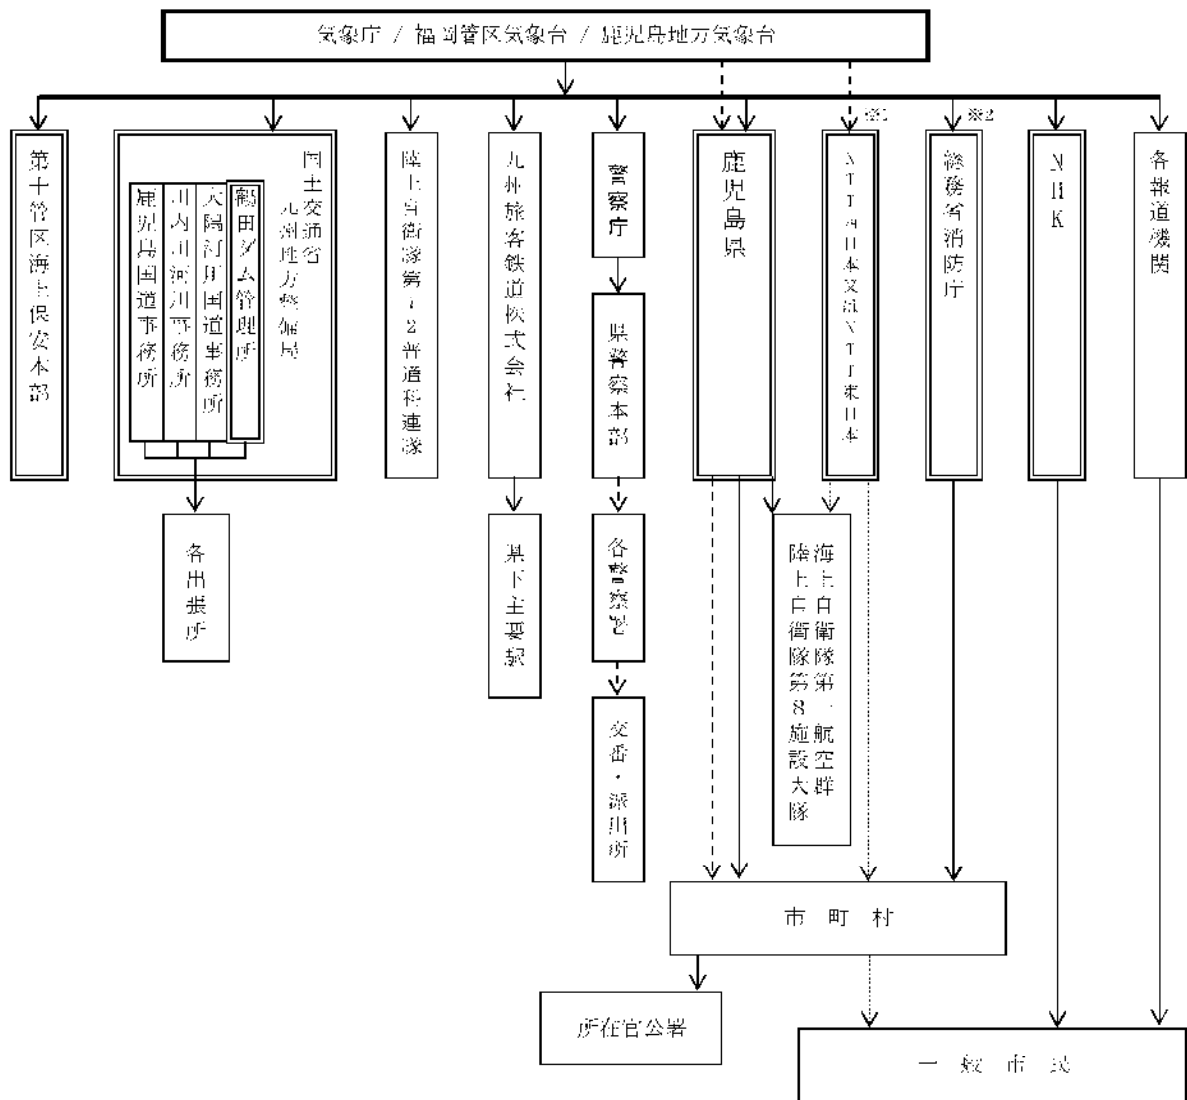 気象庁 / 福岡管区気象台 / 鹿児島地方気象台
※1
※2
第十管区海上保安本部
国土交通省
九州地方整備局
鶴田ダム管理所
大隅河川国道事務所
川内川河川事務所
鹿児島国道事務所
陸上自衛隊第12普通科連隊
九州旅客鉄道株式会社
警察庁
鹿児島県
NTT西日本又はNTT東日本
総務省消防庁
NHK
各報道機関
県警察本部
各出張所
県下主要駅
各警察署
海上自衛隊第一航空群
陸上自衛隊第8施設大隊
交番・派出所
市町村
所在官公署
一般市民